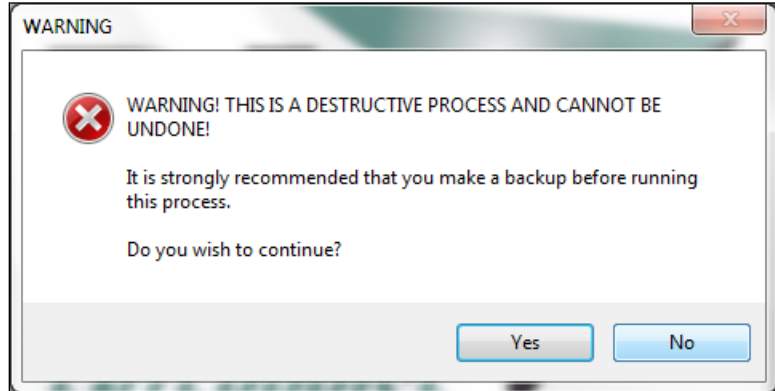 WARNING
WARNING! THIS IS A DESTRUCTIVE PROCESS AND CANNOT BE
UNDONE!
It is strongly recommended that you make a backup before running
this process.
Do you wish to continue?
Yes
No